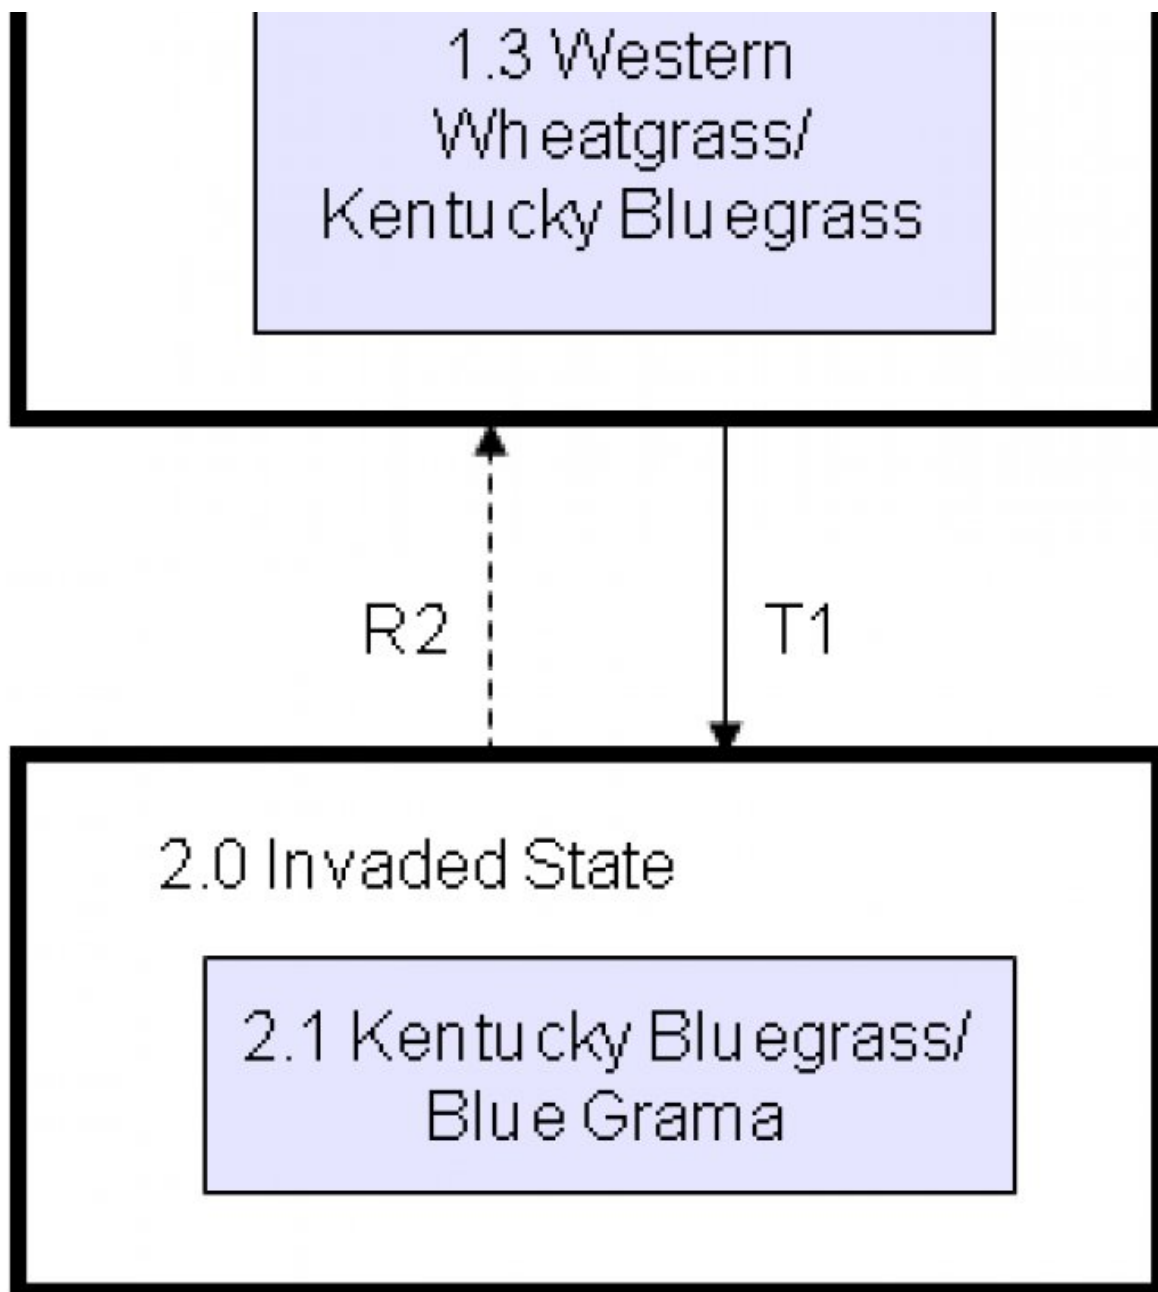 1.3 Western
Wheatgrass/
Kentucky Bluegrass
R2
T1
2.0 Invaded State
2.1 Kentucky Bluegrass/
Blue Grama